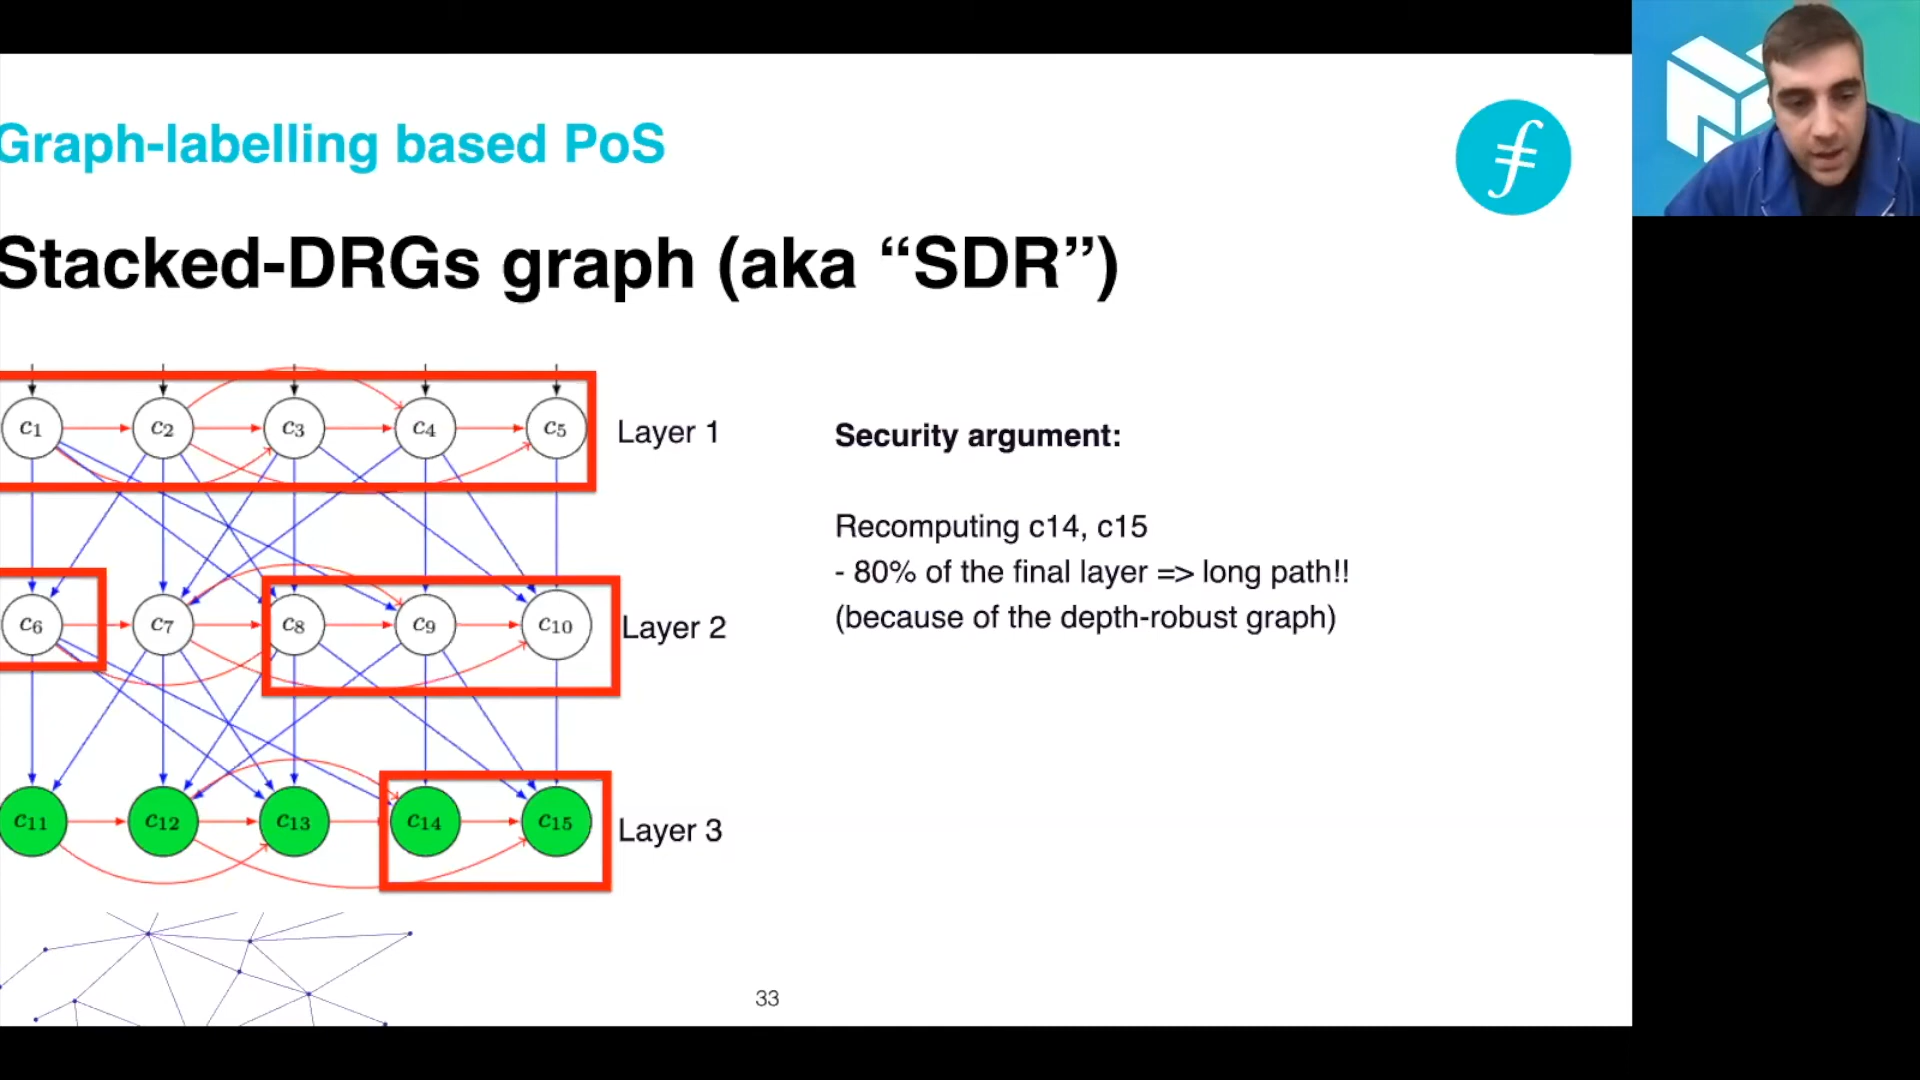 Graph-labelling based PoS
Stacked-DRGs graph (aka “SDR”)
c1 c2 c3 c4 c5 Layer 1
c6 c7 c8 c9 c10 Layer 2
c11 c12 c13 c14 c15 Layer 3
Security argument:
Recomputing c14, c15
- 80% of the final layer => long path!!
(because of the depth-robust graph)
33